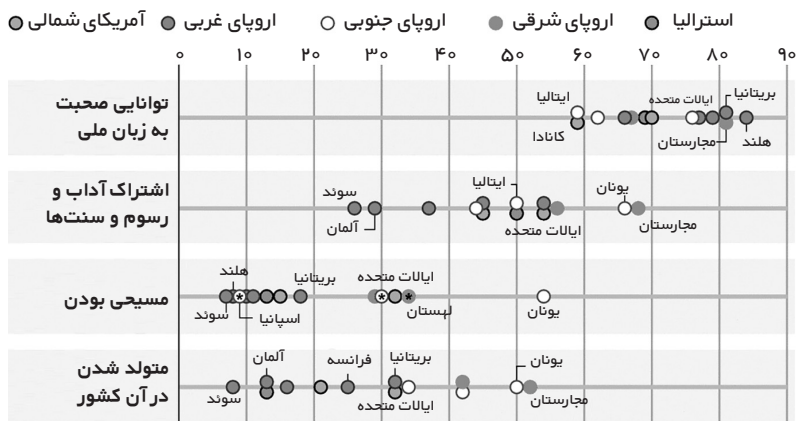 استرالیا اروپای شرقی اروپای جنوبی اروپای غربی آمریکای شمالی
۰ ۱۰ ۲۰ ۳۰ ۴۰ ۵۰ ۶۰ ۷۰ ۸۰ ۹۰
توانایی صحبت
به زبان ملی
ایتالیا ایالات متحده بریتانیا
کانادا مجارستان هلند
اشتراک آداب و
رسوم و سنت‌ها
سوئد ایتالیا یونان
آلمان ایالات متحده مجارستان
مسیحی بودن
هلند بریتانیا ایالات متحده
سوئد اسپانیا لهستان یونان
متولد شدن
در آن کشور
آلمان فرانسه بریتانیا یونان
سوئد ایالات متحده مجارستان